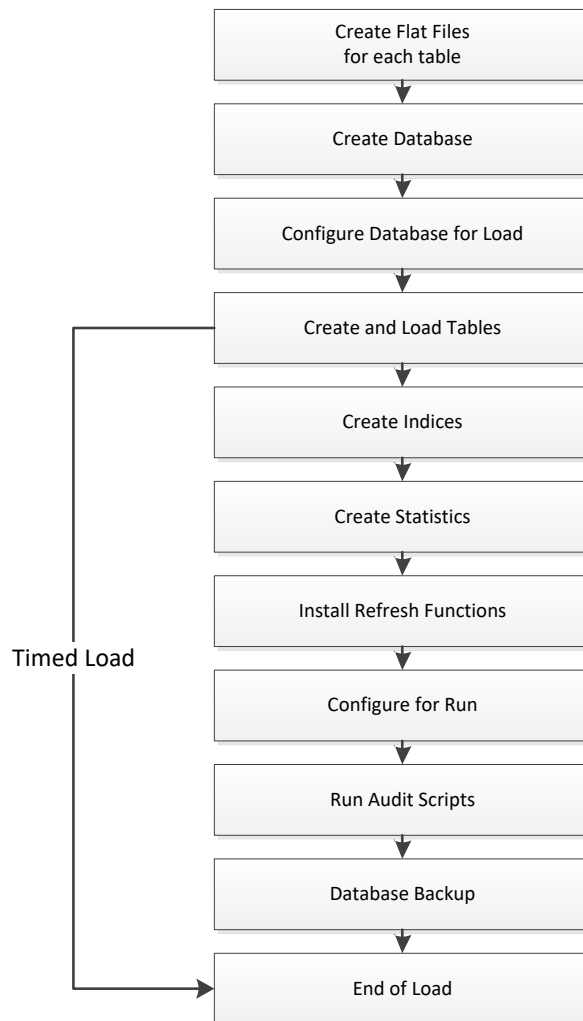 Create Flat Files
for each table
Create Database
Configure Database for Load
Create and Load Tables
Create Indices
Create Statistics
Install Refresh Functions
Timed Load
Configure for Run
Run Audit Scripts
Database Backup
End of Load